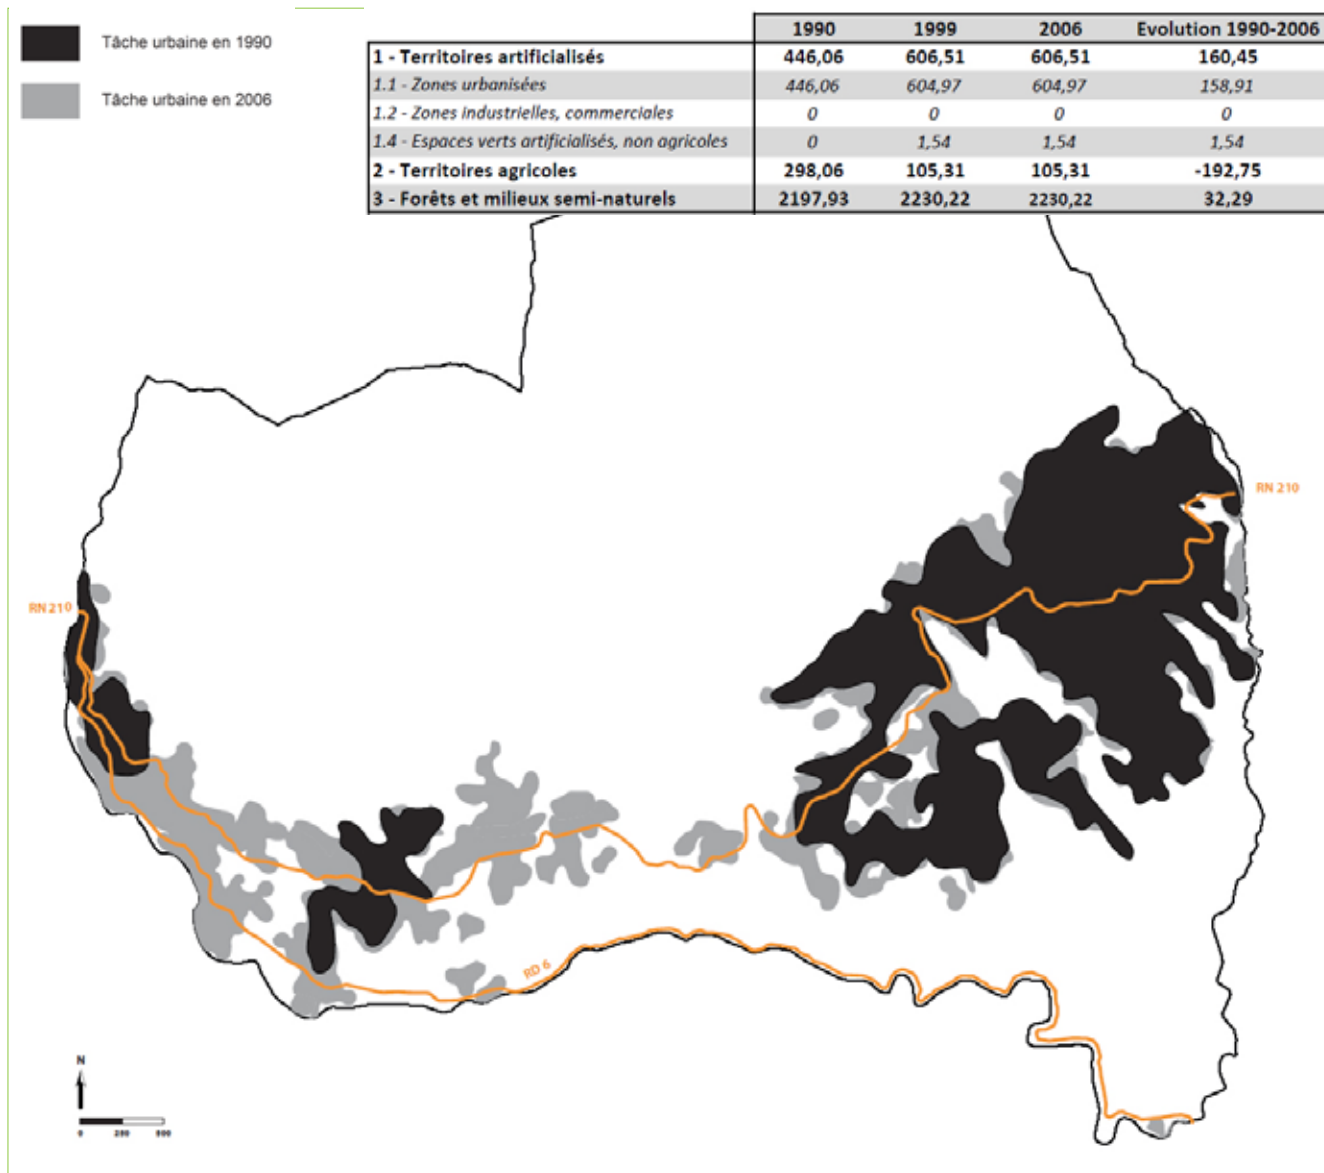 Tâche urbaine en 1990
Tâche urbaine en 2006
1990 1999 2006 Evolution 1990-2006
1 - Territoires artificialisés 446,06 606,51 606,51 160,45
1.1 - Zones urbanisées 446,06 604,97 604,97 158,91
1.2 - Zones industrielles, commerciales 0 0 0 0
1.4 - Espaces verts artificialisés, non agricoles 0 1,54 1,54 1,54
2 - Territoires agricoles 298,06 105,31 105,31 -192,75
3 - Forêts et milieux semi-naturels 2197,93 2230,22 2230,22 32,29
RN 210
RN 210
RD 6
N
0 250 500